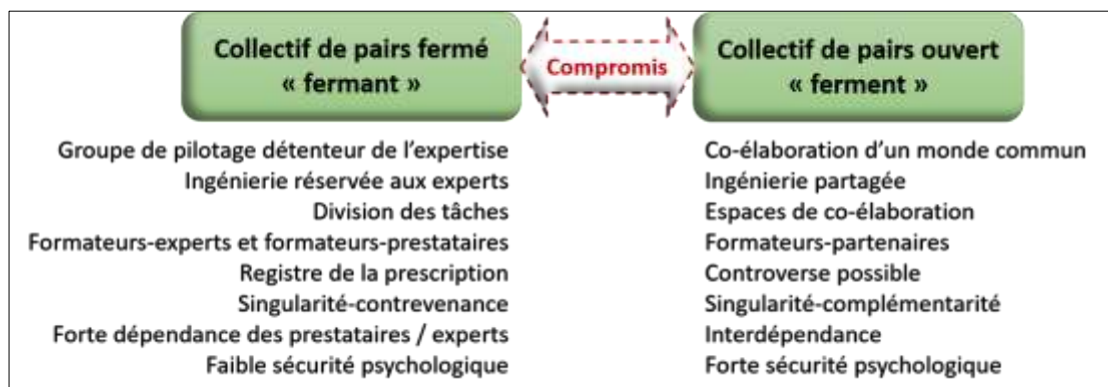 Collectif de pairs fermé
« fermant »
Compromis
Collectif de pairs ouvert
« ferment »
Groupe de pilotage détenteur de l'expertise
Ingénierie réservée aux experts
Division des tâches
Formateurs-experts et formateurs-prestataires
Registre de la prescription
Singularité-contrevenance
Forte dépendance des prestataires / experts
Faible sécurité psychologique
Co-élaboration d'un monde commun
Ingénierie partagée
Espaces de co-élaboration
Formateurs-partenaires
Controverse possible
Singularité-complémentarité
Interdépendance
Forte sécurité psychologique